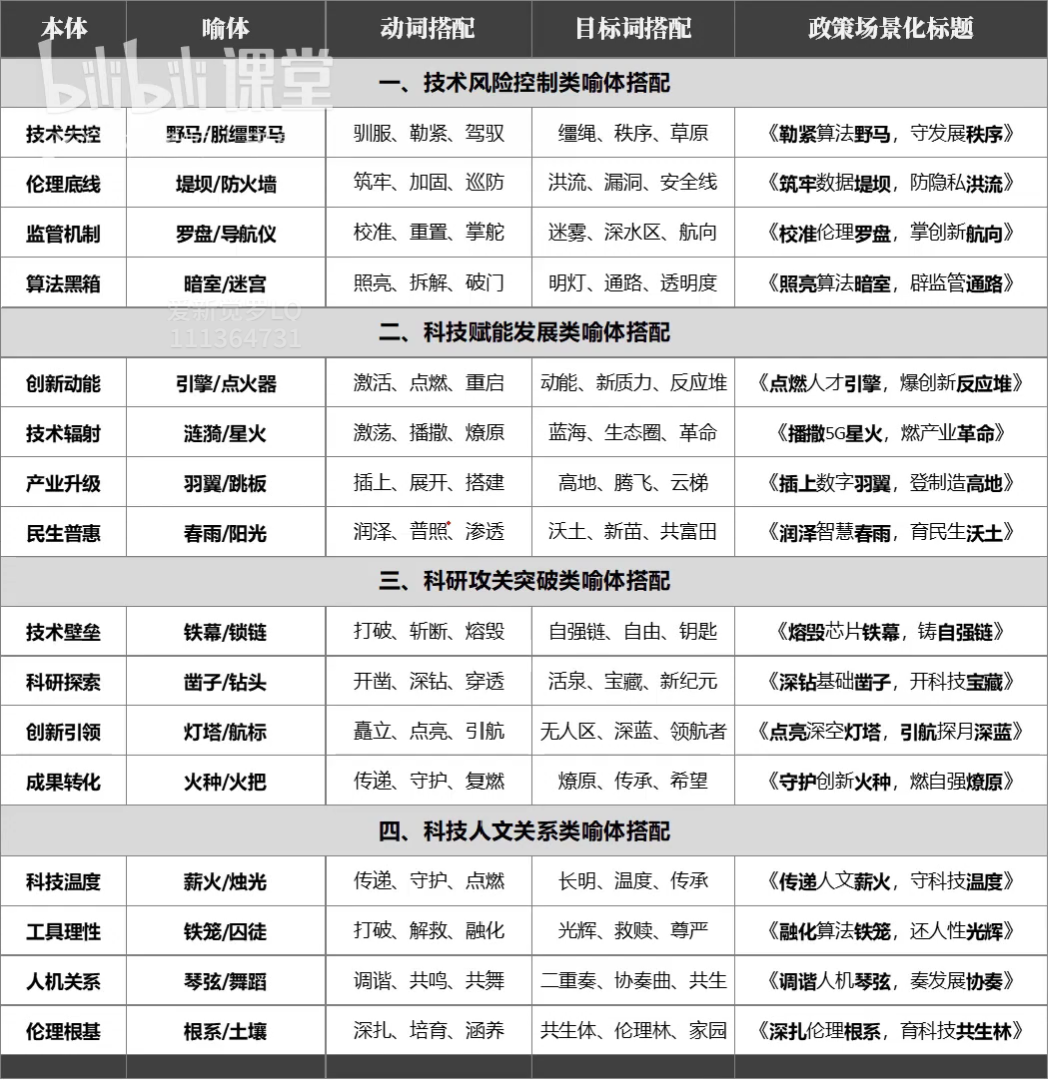 本体 喻体 动词搭配 目标词搭配 政策场景化标题
bilibili 课堂
一、技术风险控制类喻体搭配
技术失控 野马/脱缰野马 驯服、勒紧、驾驭 缰绳、秩序、草原 《勒紧算法野马，守发展秩序》
伦理底线 堤坝/防火墙 筑牢、加固、巡防 洪流、漏洞、安全线 《筑牢数据堤坝，防隐私洪流》
监管机制 罗盘/导航仪 校准、重置、掌舵 迷雾、深水区、航向 《校准伦理罗盘，掌创新航向》
算法黑箱 暗室/迷宫 照亮、拆解、破门 明灯、通路、透明度 《照亮算法暗室，辟监管通路》
爱新觉罗LQ
111364731
二、科技赋能发展类喻体搭配
创新动能 引擎/点火器 激活、点燃、重启 动能、新质力、反应堆 《点燃人才引擎，爆创新反应堆》
技术辐射 涟漪/星火 激荡、播撒、燎原 蓝海、生态圈、革命 《播撒5G星火，燃产业革命》
产业升级 羽翼/跳板 插上、展开、搭建 高地、腾飞、云梯 《插上数字羽翼，登制造高地》
民生普惠 春雨/阳光 润泽、普照、渗透 沃土、新苗、共富田 《润泽智慧春雨，育民生沃土》
三、科研攻关突破类喻体搭配
技术壁垒 铁幕/锁链 打破、斩断、熔毁 自强链、自由、钥匙 《熔毁芯片铁幕，铸自强链》
科研探索 凿子/钻头 开凿、深钻、穿透 活泉、宝藏、新纪元 《深钻基础凿子，开科技宝藏》
创新引领 灯塔/航标 矗立、点亮、引航 无人区、深蓝、领航者 《点亮深空灯塔，引航探月深蓝》
成果转化 火种/火把 传递、守护、复燃 燎原、传承、希望 《守护创新火种，燃自强燎原》
四、科技人文关系类喻体搭配
科技温度 薪火/烛光 传递、守护、点燃 长明、温度、传承 《传递人文薪火，守科技温度》
工具理性 铁笼/囚徒 打破、解救、融化 光辉、救赎、尊严 《融化算法铁笼，还人性光辉》
人机关系 琴弦/舞蹈 调谐、共鸣、共舞 二重奏、协奏曲、共生 《调谐人机琴弦，奏发展协奏》
伦理根基 根系/土壤 深扎、培育、涵养 共生体、伦理林、家园 《深扎伦理根系，育科技共生林》